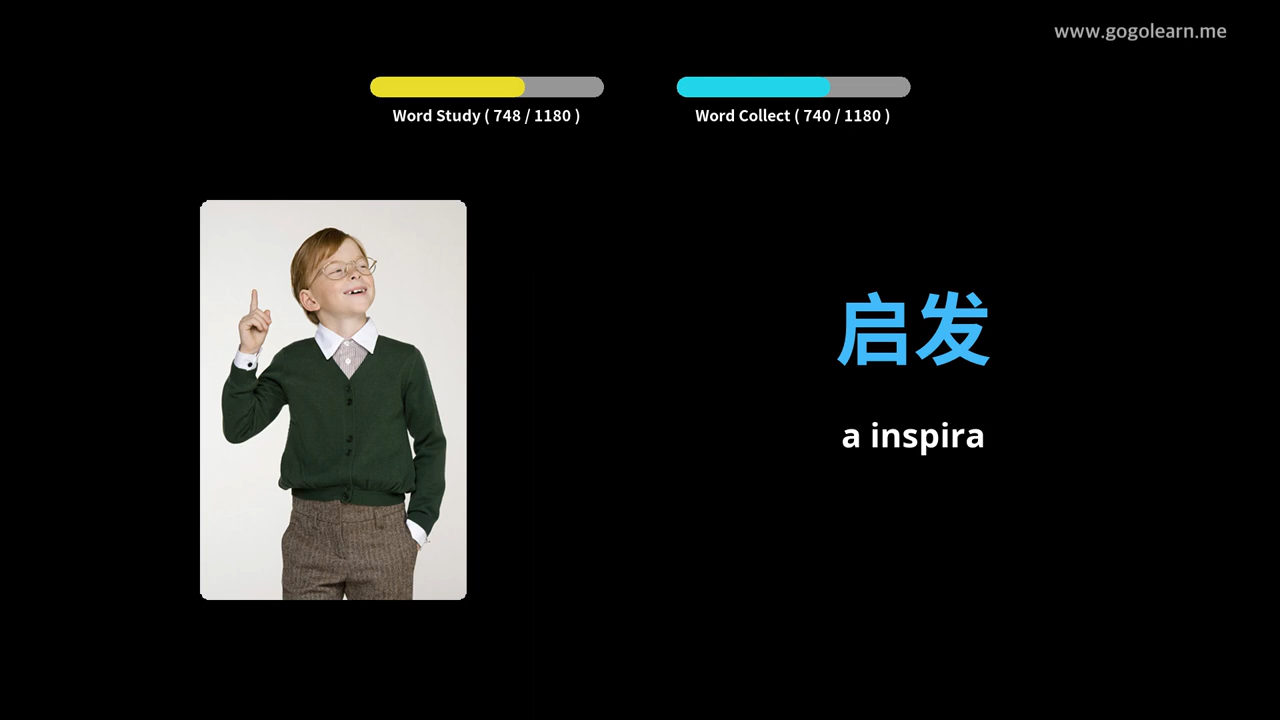 www.gogolearn.me
Word Study ( 748 / 1180 )
Word Collect ( 740 / 1180 )
启发
a inspira